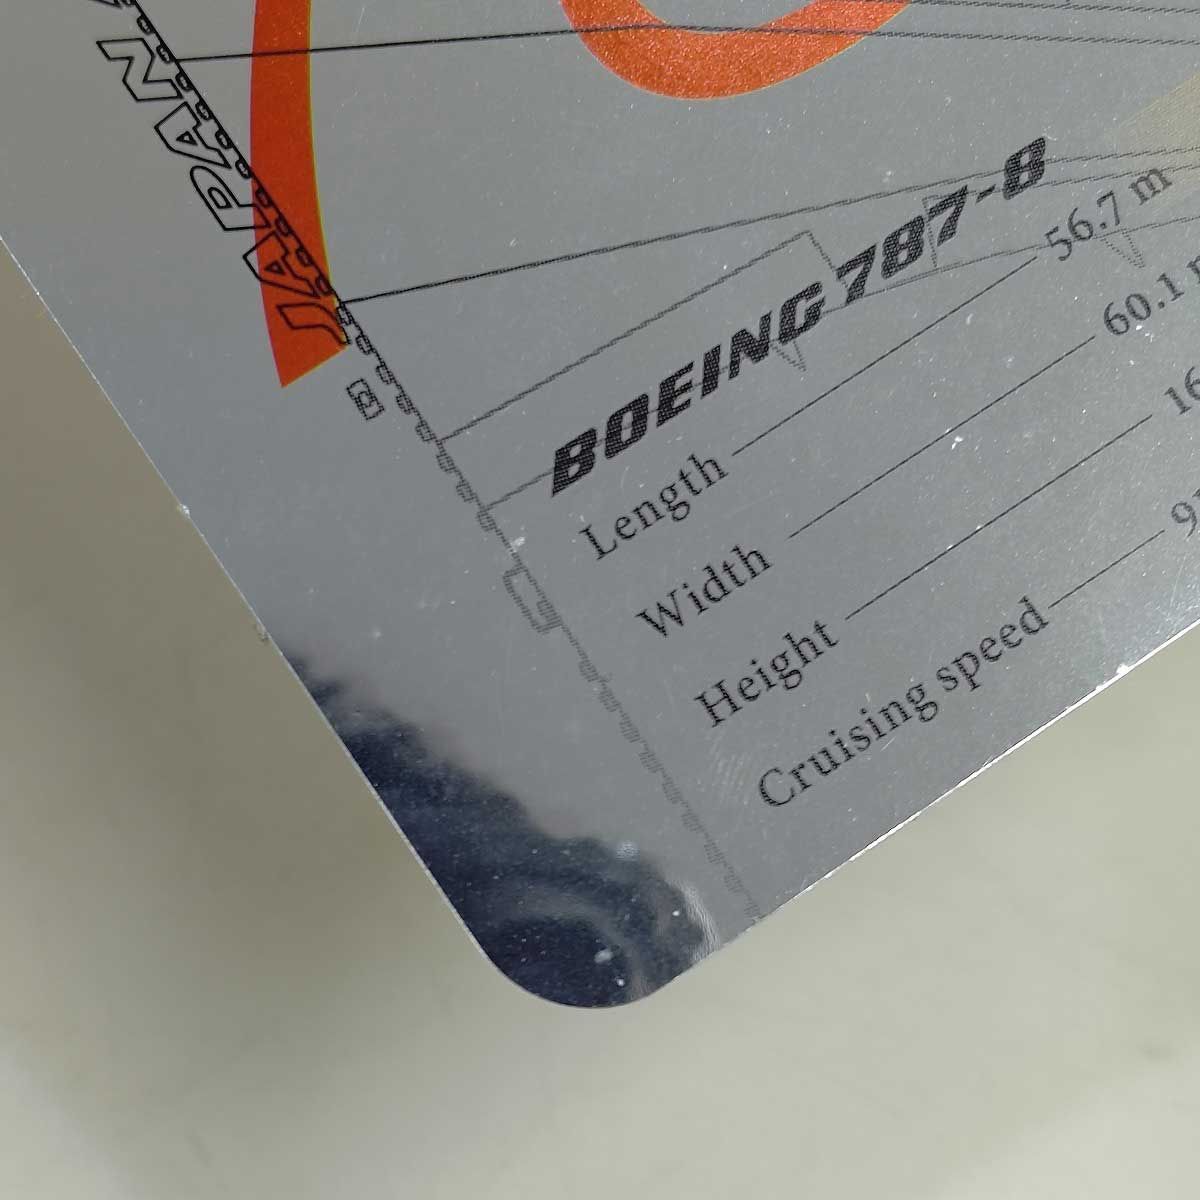 JAPAN
BOEING 787-8
Length 56.7 m
Width 60.1
Height
Cruising speed